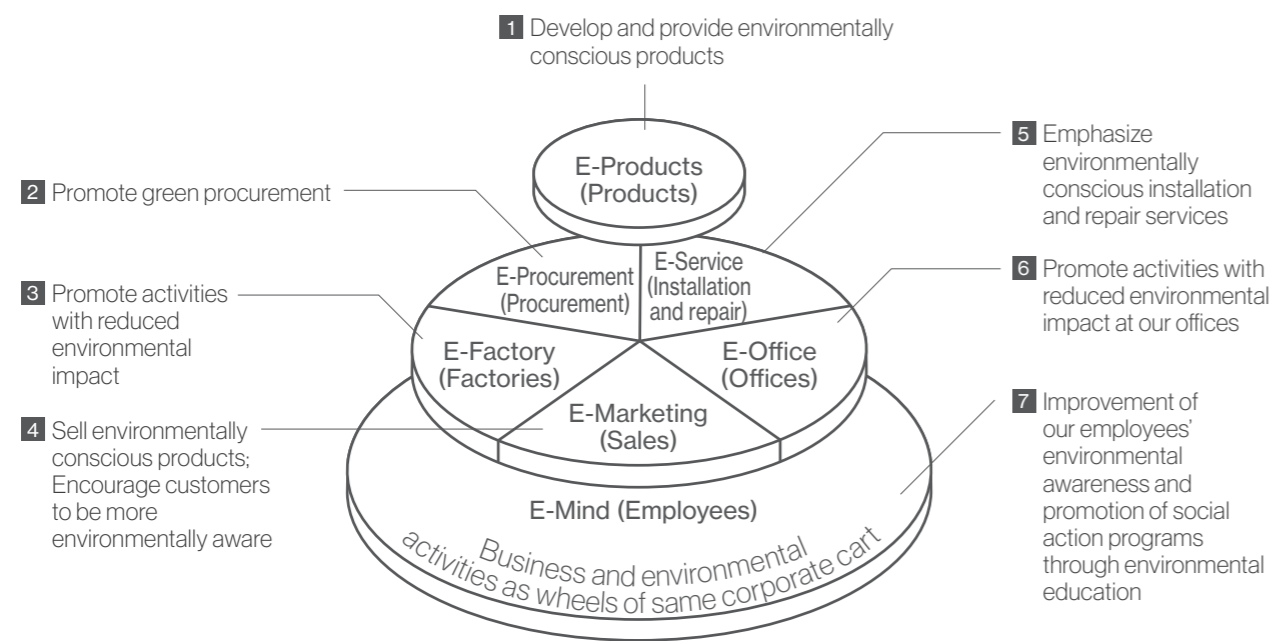 1 Develop and provide environmentally
conscious products
2 Promote green procurement
3 Promote activities
with reduced
environmental
impact
4 Sell environmentally
conscious products;
Encourage customers
to be more
environmentally aware
E-Products
(Products)
E-Procurement
(Procurement)
E-Service
(Installation
and repair)
E-Factory
(Factories)
E-Office
(Offices)
E-Marketing
(Sales)
E-Mind (Employees)
Business and environmental
activities as wheels of same corporate cart
5 Emphasize
environmentally
conscious installation
and repair services
6 Promote activities with
reduced environmental
impact at our offices
7 Improvement of
our employees'
environmental
awareness and
promotion of social
action programs
through environmental
education